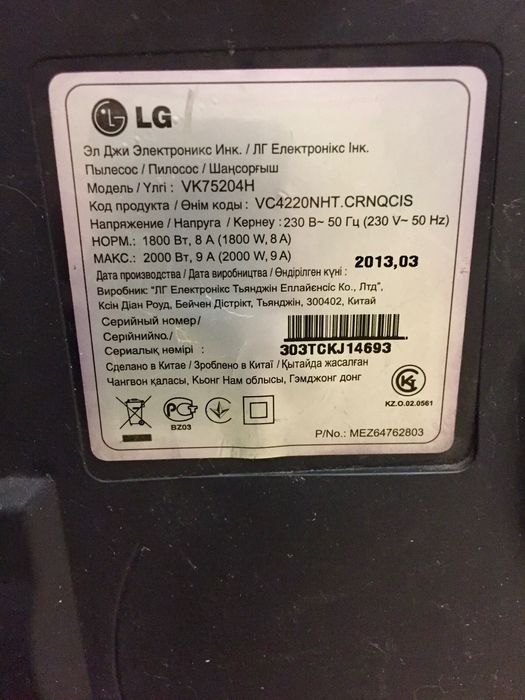 LG
Эл Джи Электроникс Инк. / ЛГ Електронікс Інк.
Пылесос / Пилосос / Шаңсорғыш
Модель / Үлгі : VK75204H
Код продукта / Өнім коды : VC4220NHT.CRNQCIS
Напряжение / Напруга / Кернеу : 230 В~ 50 Гц (230 V~ 50 Hz)
НОРМ.: 1800 Вт, 8 А (1800 W, 8 A)
МАКС.: 2000 Вт, 9 А (2000 W, 9 A)
Дата производства / Дата виробництва / Өндірілген күні : 2013,03
Виробник: "ЛГ Електронікс Тьянджін Еплайєнсіс Ко., Лтд",
Ксін Діан Роуд, Бейчен Дістрікт, Тьянджін, 300402, Китай
Серийный номер/
Серійнийno./
Сериалық нөмірі : 303TCKJ14693
Сделано в Китае / Зроблено в Китаї / Қытайда жасалған
Чангвон қаласы, Кьонг Нам облысы, Гэмджонг донг
KZ.O.02.0561
BZ03
P/No.: MEZ64762803